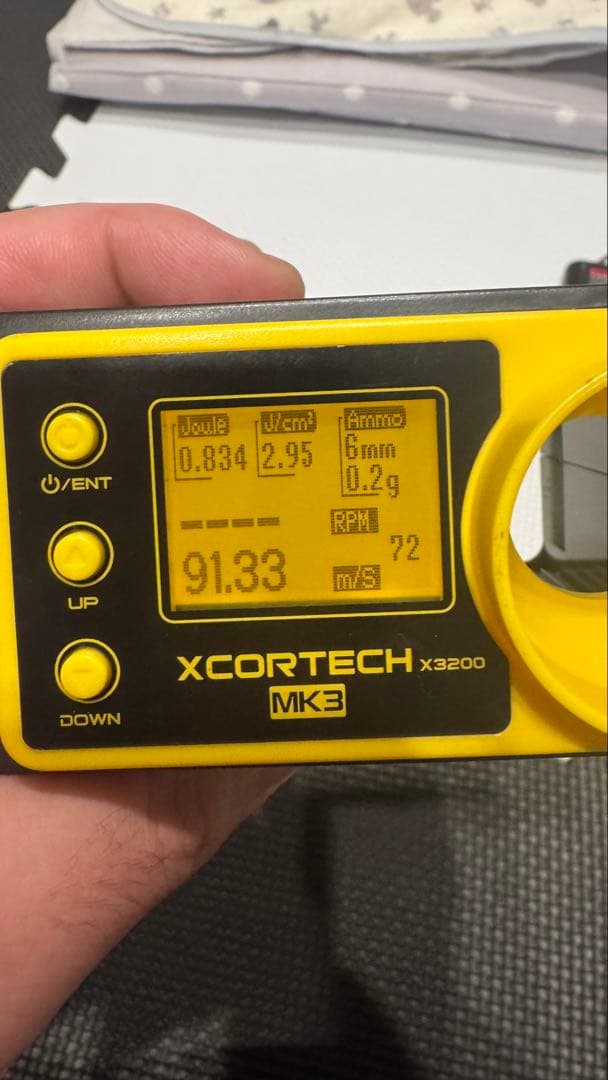 Joule J/cm² Ammo
0.834 2.95 6mm
0.2g
---- RPM
72
91.33 m/S
⏻/ENT
UP
DOWN
XCORTECH X3200
MK3